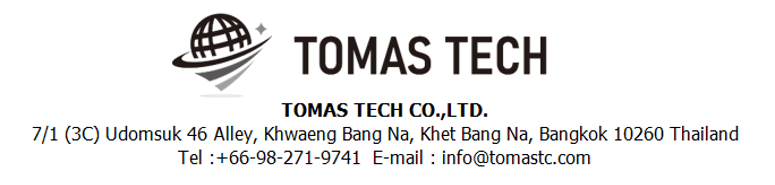 TOMAS TECH
TOMAS TECH CO.,LTD.
7/1 (3C) Udomsuk 46 Alley, Khwaeng Bang Na, Khet Bang Na, Bangkok 10260 Thailand
Tel :+66-98-271-9741  E-mail : info@tomastc.com